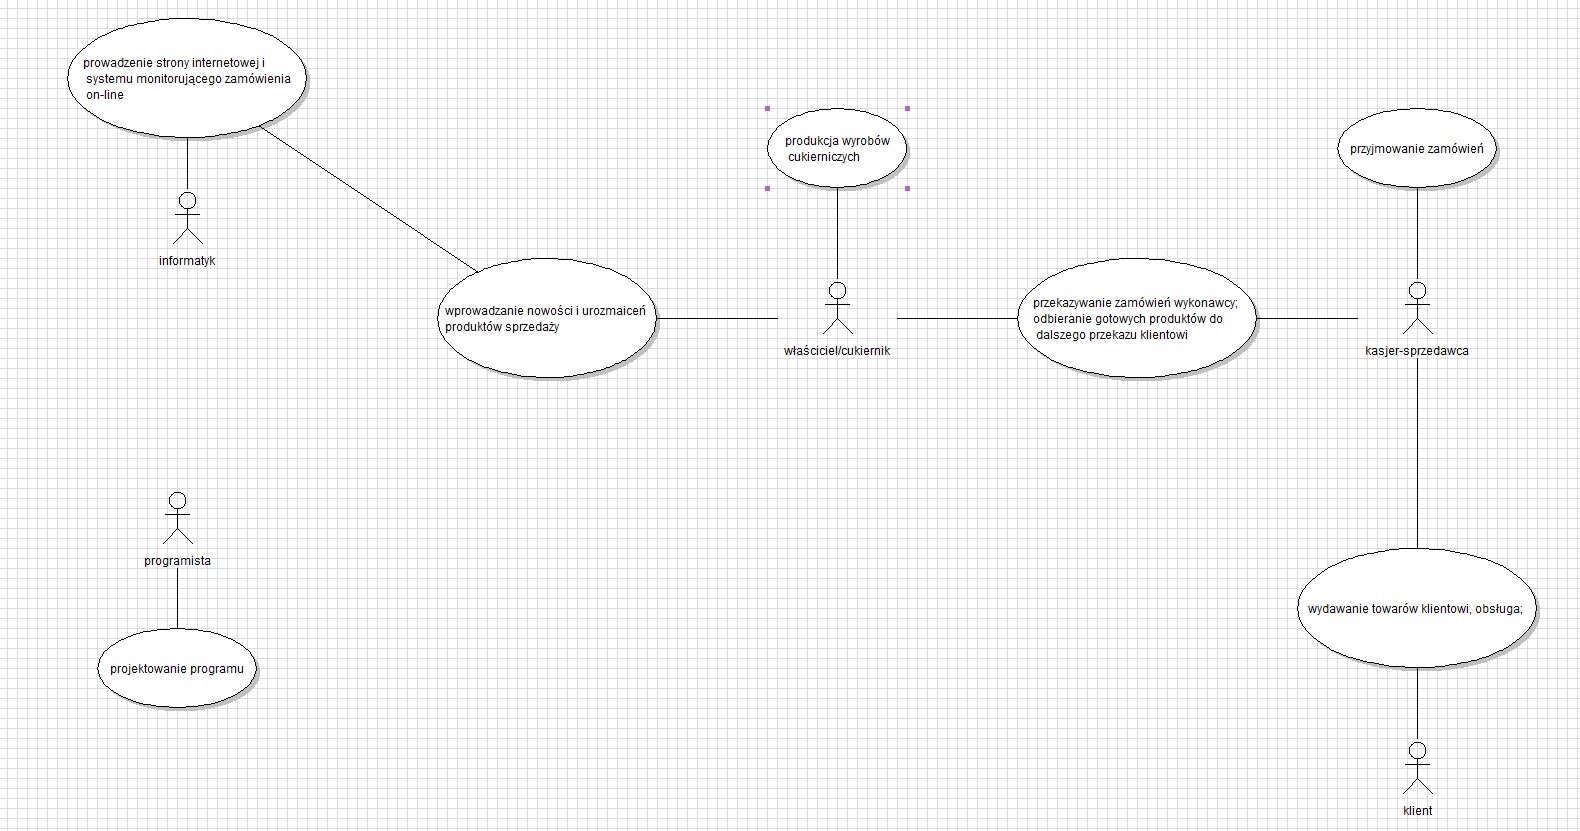 prowadzenie strony internetowej i
systemu monitorującego zamówienia
on-line
informatyk
wprowadzanie nowości i urozmaiceń
produktów sprzedaży
produkcja wyrobów
cukierniczych
właściciel/cukiernik
przekazywanie zamówień wykonawcy;
odbieranie gotowych produktów do
dalszego przekazu klientowi
przyjmowanie zamówień
kasjer-sprzedawca
programista
projektowanie programu
wydawanie towarów klientowi, obsługa;
klient